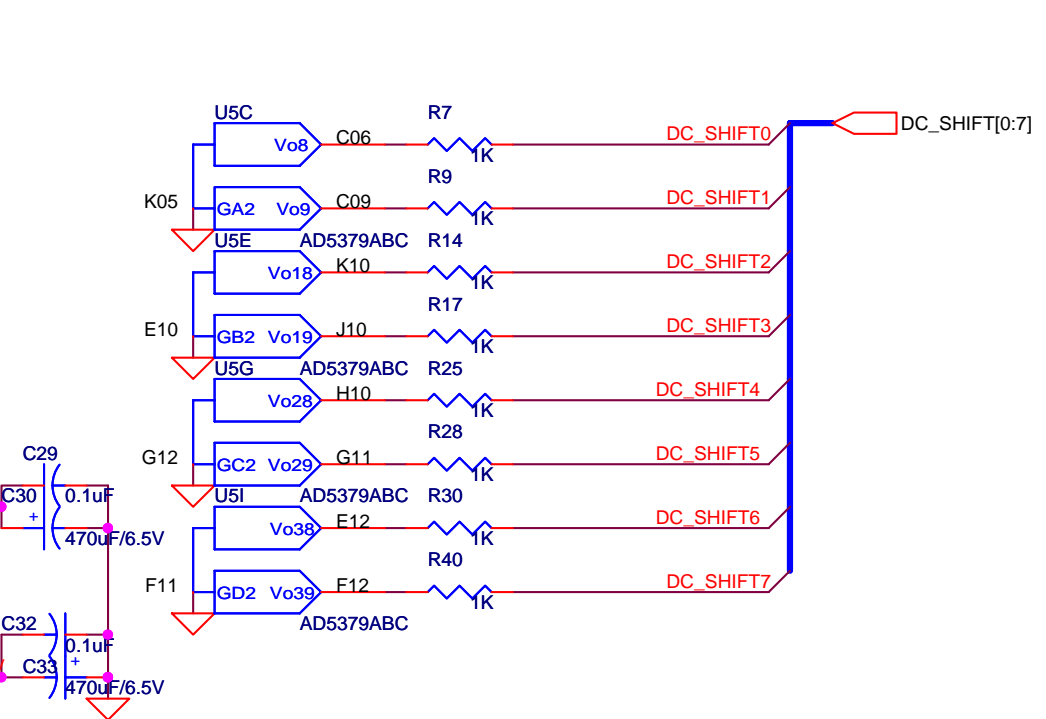 U5C R7
Vo8 C06 1K DC_SHIFT0 DC_SHIFT[0:7]
R9
K05 GA2 Vo9 C09 1K DC_SHIFT1
U5E AD5379ABC R14
Vo18 K10 1K DC_SHIFT2
R17
E10 GB2 Vo19 J10 1K DC_SHIFT3
U5G AD5379ABC R25
Vo28 H10 1K DC_SHIFT4
R28
G12 GC2 Vo29 G11 1K DC_SHIFT5
U5I AD5379ABC R30
Vo38 E12 1K DC_SHIFT6
R40
F11 GD2 Vo39 F12 1K DC_SHIFT7
AD5379ABC
C29
C30 0.1uF
+
470uF/6.5V
C32
0.1uF
C33 +
470uF/6.5V